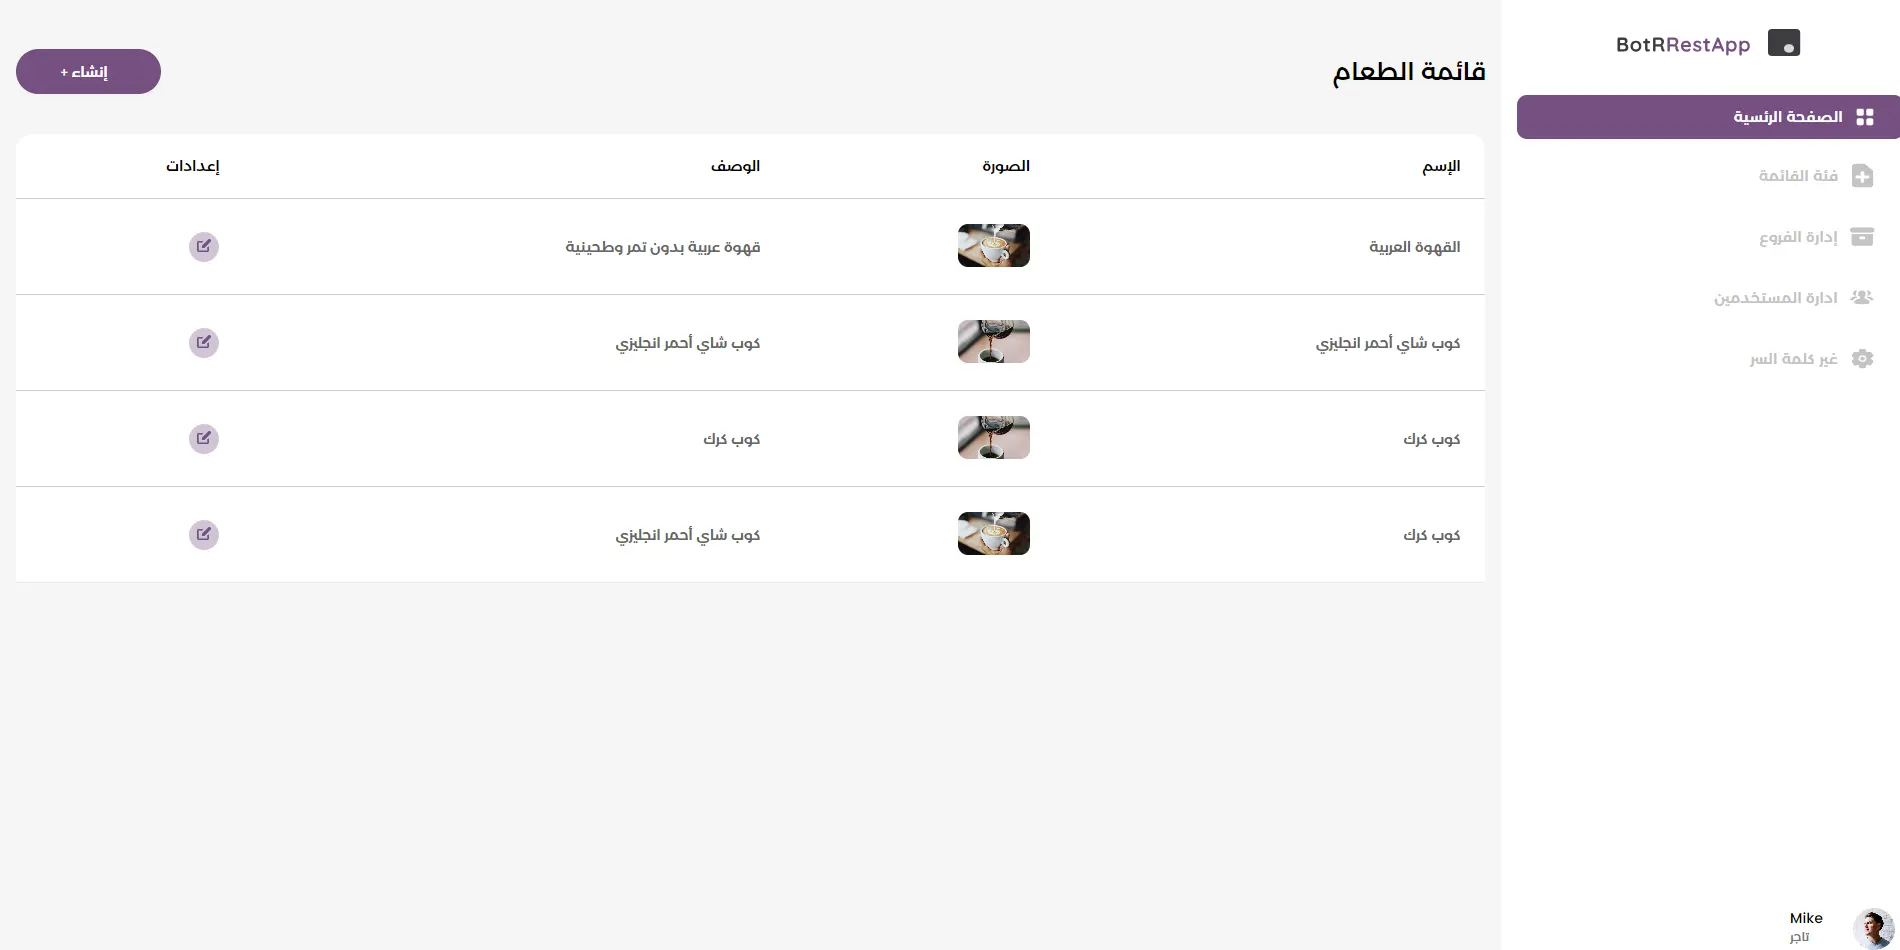 BotRRestApp
الصفحة الرئسية
فئة القائمة
إدارة الفروع
ادارة المستخدمين
غير كلمة السر
Mike
تاجر
قائمة الطعام
إنشاء +
الإسم الصورة الوصف إعدادات
القهوة العربية قهوة عربية بدون تمر وطحينية
كوب شاي أحمر انجليزي كوب شاي أحمر انجليزي
كوب كرك كوب كرك
كوب كرك كوب شاي أحمر انجليزي